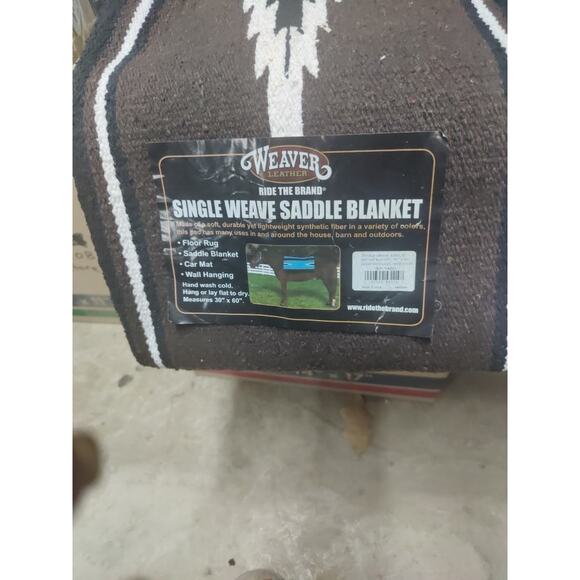 WEAVER
LEATHER
RIDE THE BRAND®
SINGLE WEAVE SADDLE BLANKET
Made of a soft, durable yet lightweight synthetic fiber in a variety of colors,
this pad has many uses in and around the house, barn and outdoors.
• Floor Rug
• Saddle Blanket
• Car Mat
• Wall Hanging
Hand wash cold.
Hang or lay flat to dry.
Measures 30" x 60".
www.ridethebrand.com